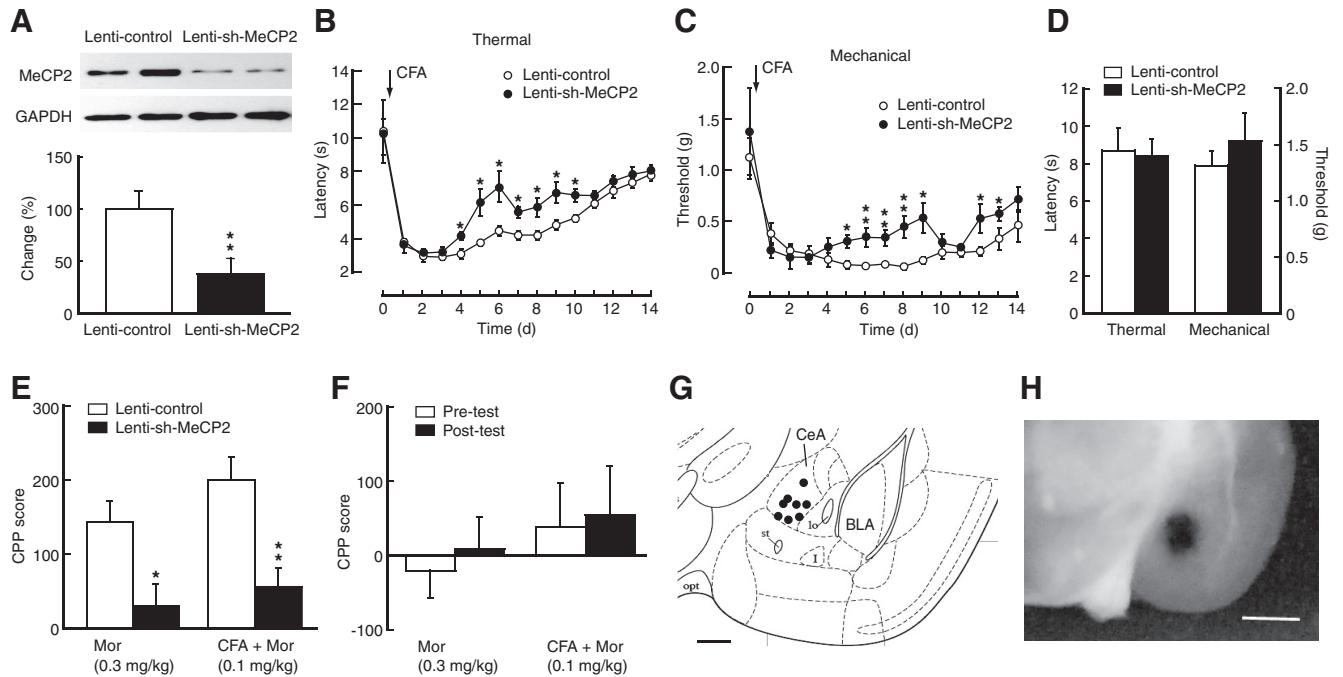 A
Lenti-control Lenti-sh-MeCP2
MeCP2
GAPDH
150
100
50
0
Change (%)
**
Lenti-control Lenti-sh-MeCP2
B
Thermal
CFA
Lenti-control
Lenti-sh-MeCP2
14
12
10
8
6
4
2
Latency (s)
* * * * * * *
0 2 4 6 8 10 12 14
Time (d)
C
Mechanical
CFA
Lenti-control
Lenti-sh-MeCP2
2.0
1.5
1.0
0.5
0
Threshold (g)
* ** ** ** * * *
0 2 4 6 8 10 12 14
Time (d)
D
Lenti-control
Lenti-sh-MeCP2
12
10
8
6
4
2
0
Latency (s)
2.0
1.5
1.0
0.5
0
Threshold (g)
Thermal Mechanical
E
Lenti-control
Lenti-sh-MeCP2
300
200
100
0
CPP score
* **
Mor CFA + Mor
(0.3 mg/kg) (0.1 mg/kg)
F
Pre-test
Post-test
200
100
0
-100
CPP score
Mor CFA + Mor
(0.3 mg/kg) (0.1 mg/kg)
G
CeA
lo BLA
st
I
opt
H